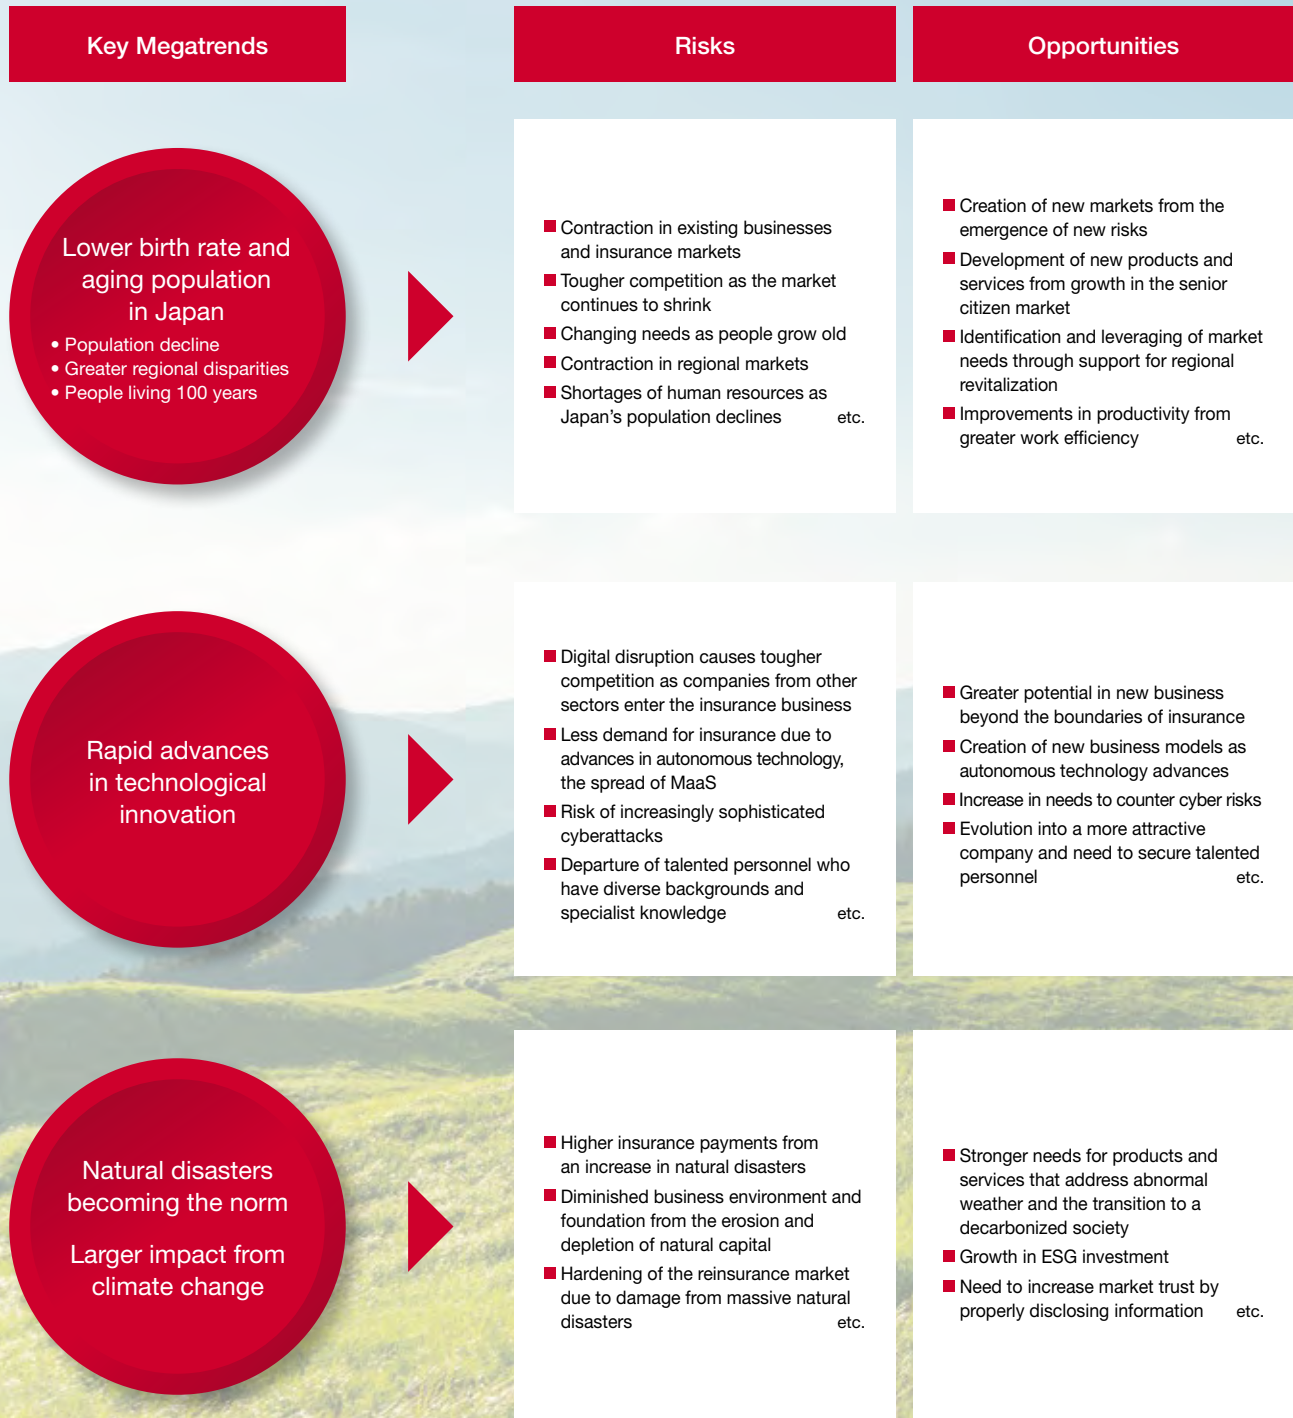 Key Megatrends
Risks
Opportunities
Lower birth rate and
aging population
in Japan
• Population decline
• Greater regional disparities
• People living 100 years
Contraction in existing businesses
and insurance markets
Tougher competition as the market
continues to shrink
Changing needs as people grow old
Contraction in regional markets
Shortages of human resources as
Japan’s population declines etc.
Creation of new markets from the
emergence of new risks
Development of new products and
services from growth in the senior
citizen market
Identification and leveraging of market
needs through support for regional
revitalization
Improvements in productivity from
greater work efficiency etc.
Rapid advances
in technological
innovation
Digital disruption causes tougher
competition as companies from other
sectors enter the insurance business
Less demand for insurance due to
advances in autonomous technology,
the spread of MaaS
Risk of increasingly sophisticated
cyberattacks
Departure of talented personnel who
have diverse backgrounds and
specialist knowledge etc.
Greater potential in new business
beyond the boundaries of insurance
Creation of new business models as
autonomous technology advances
Increase in needs to counter cyber risks
Evolution into a more attractive
company and need to secure talented
personnel etc.
Natural disasters
becoming the norm
Larger impact from
climate change
Higher insurance payments from
an increase in natural disasters
Diminished business environment and
foundation from the erosion and
depletion of natural capital
Hardening of the reinsurance market
due to damage from massive natural
disasters etc.
Stronger needs for products and
services that address abnormal
weather and the transition to a
decarbonized society
Growth in ESG investment
Need to increase market trust by
properly disclosing information etc.